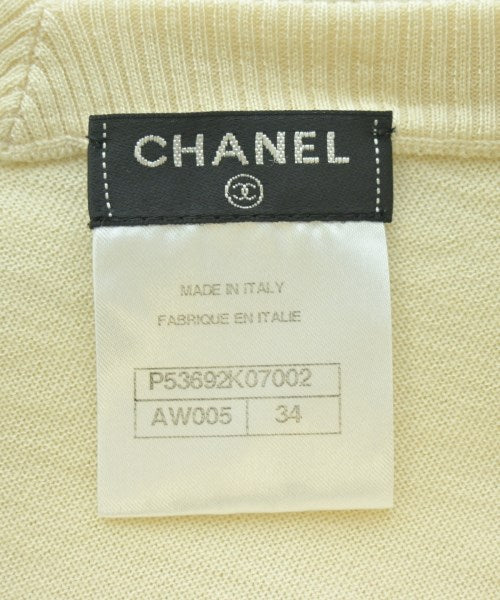 CHANEL
MADE IN ITALY
FABRIQUE EN ITALIE
P53692K07002
AW005 34